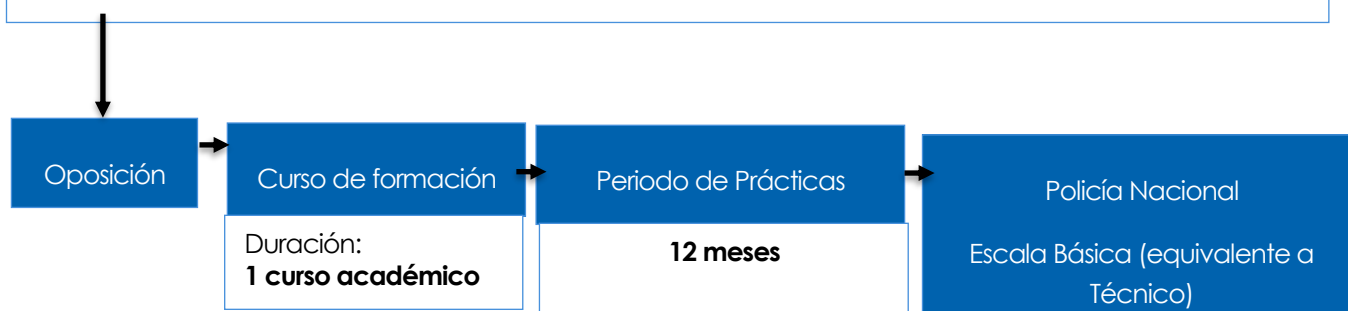 Oposición
Curso de formación
Periodo de Prácticas
Policía Nacional
Escala Básica (equivalente a
Técnico)
Duración:
1 curso académico
12 meses